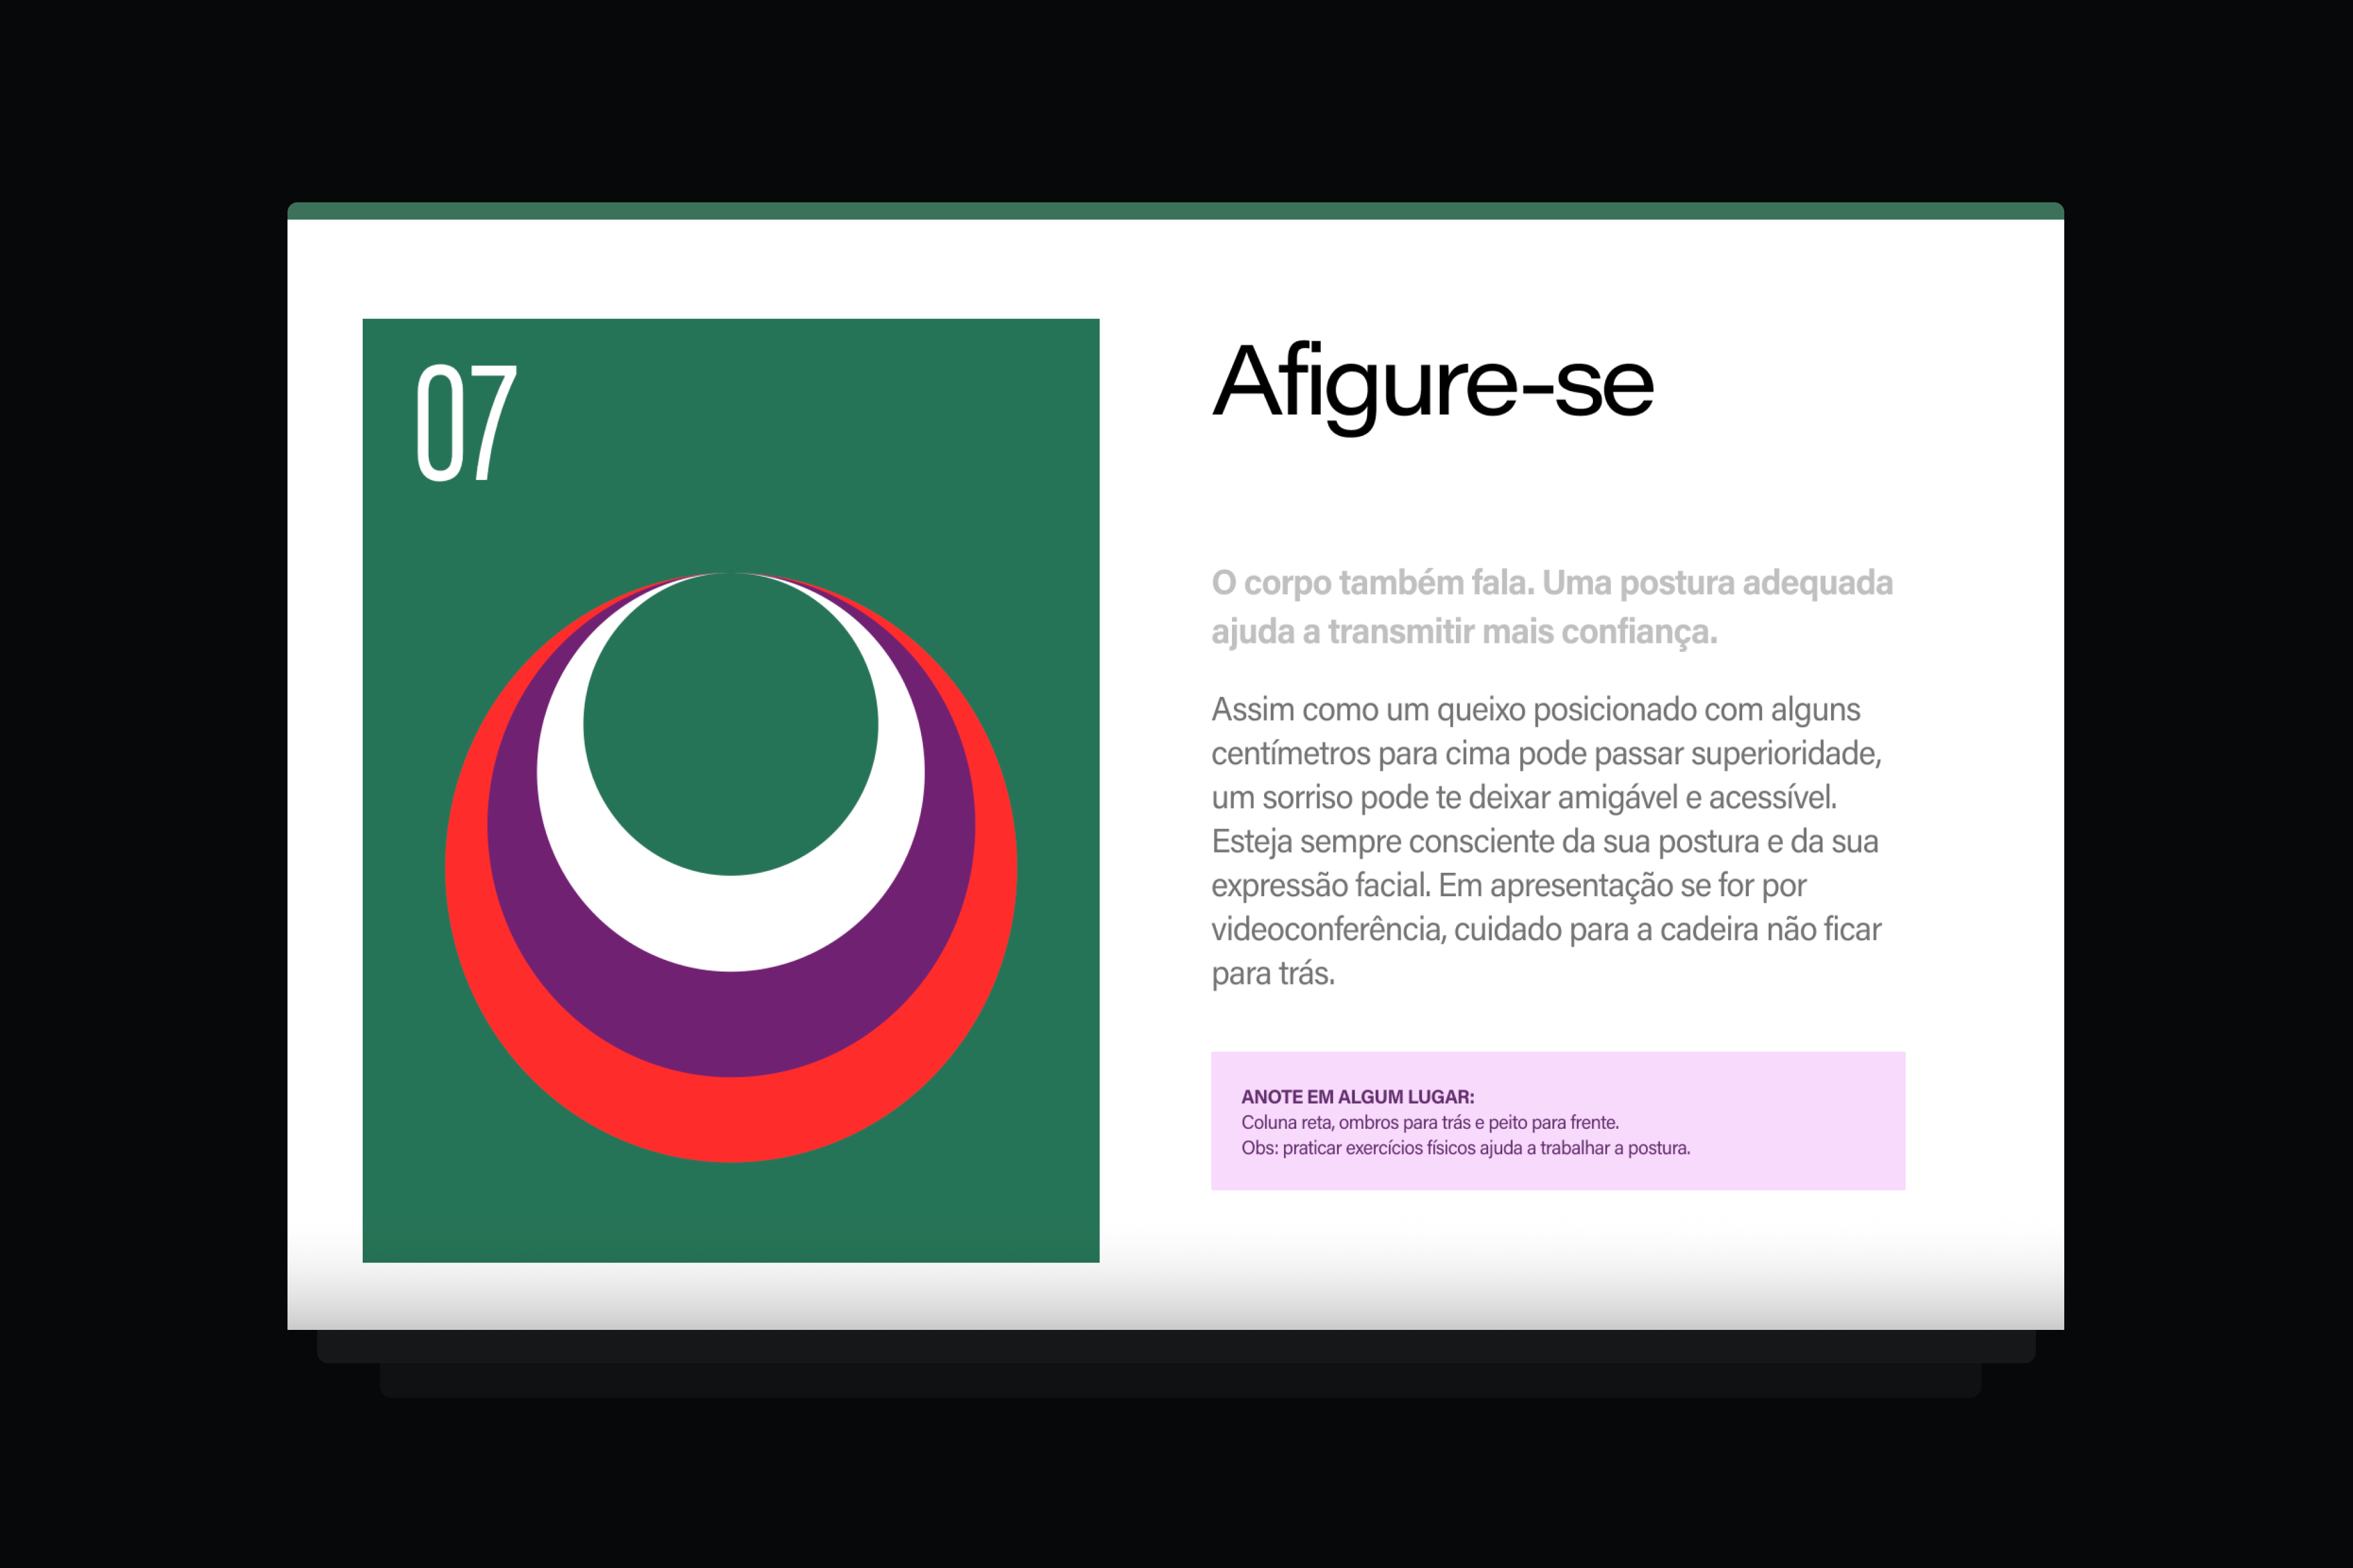 07
Afigure-se
O corpo também fala. Uma postura adequada
ajuda a transmitir mais confiança.
Assim como um queixo posicionado com alguns
centímetros para cima pode passar superioridade,
um sorriso pode te deixar amigável e acessível.
Esteja sempre consciente da sua postura e da sua
expressão facial. Em apresentação se for por
videoconferência, cuidado para a cadeira não ficar
para trás.
ANOTE EM ALGUM LUGAR:
Coluna reta, ombros para trás e peito para frente.
Obs: praticar exercícios físicos ajuda a trabalhar a postura.